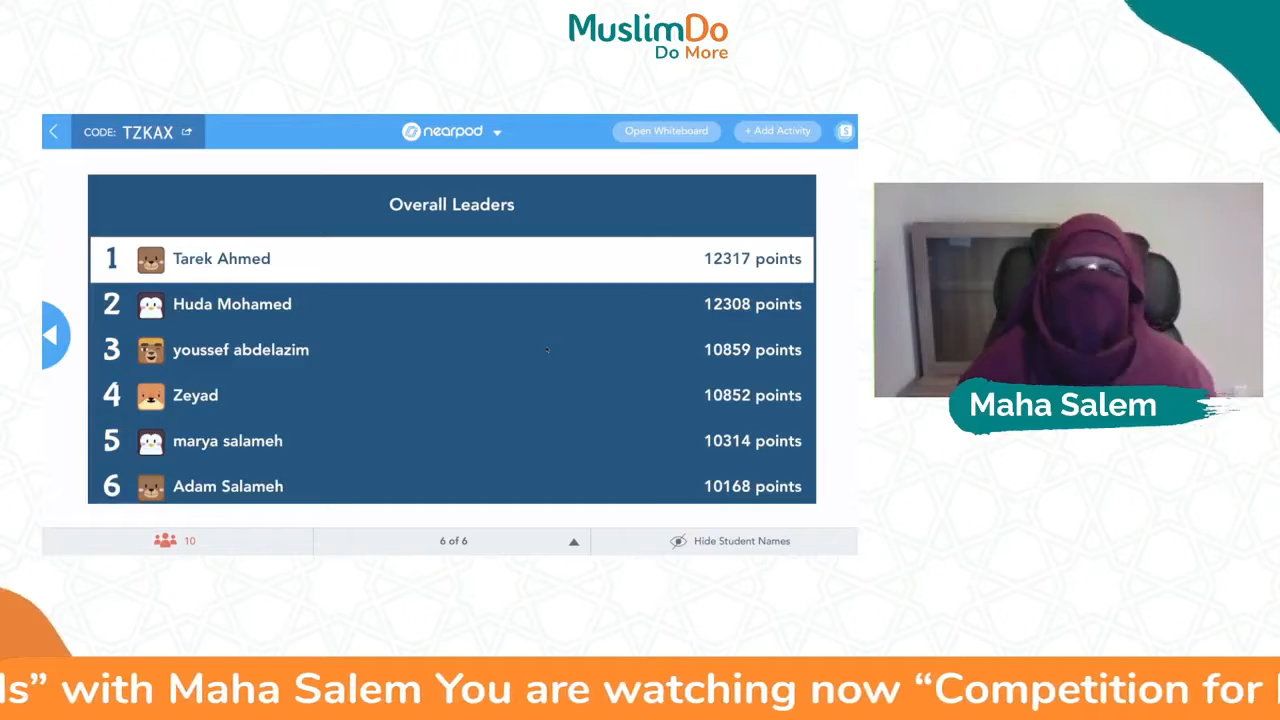 MuslimDo
Do More
CODE: TZKAX
nearpod
Open Whiteboard
+ Add Activity
S
Overall Leaders
1 Tarek Ahmed 12317 points
2 Huda Mohamed 12308 points
3 youssef abdelazim 10859 points
4 Zeyad 10852 points
5 marya salameh 10314 points
6 Adam Salameh 10168 points
10
6 of 6
Hide Student Names
Maha Salem
ds” with Maha Salem You are watching now “Competition for